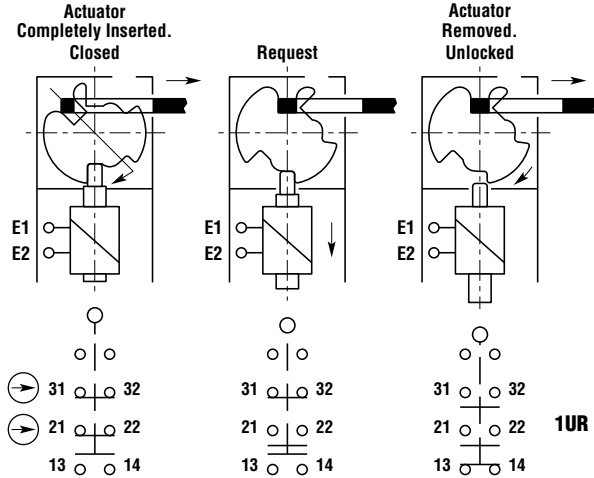 Actuator
Completely Inserted.
Closed
Request
Actuator
Removed.
Unlocked
E1
E2
E1
E2
E1
E2
31 32
21 22
13 14
31 32
21 22
13 14
31 32
21 22
13 14
1UR